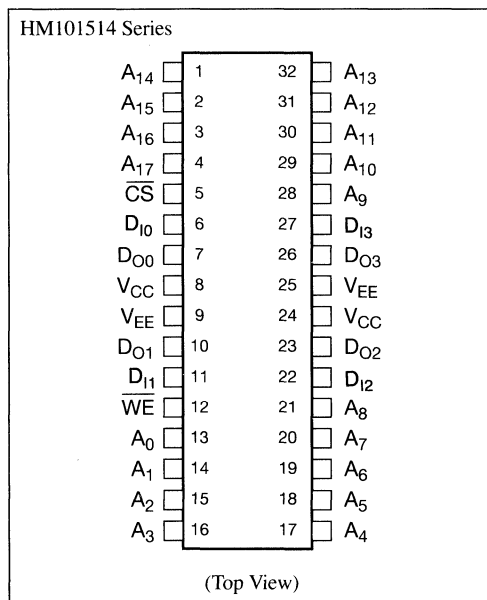 HM101514 Series
A14 1 32 A13
A15 2 31 A12
A16 3 30 A11
A17 4 29 A10
C̅S̅ 5 28 A9
DI0 6 27 DI3
DO0 7 26 DO3
VCC 8 25 VEE
VEE 9 24 VCC
DO1 10 23 DO2
DI1 11 22 DI2
W̅E̅ 12 21 A8
A0 13 20 A7
A1 14 19 A6
A2 15 18 A5
A3 16 17 A4
(Top View)